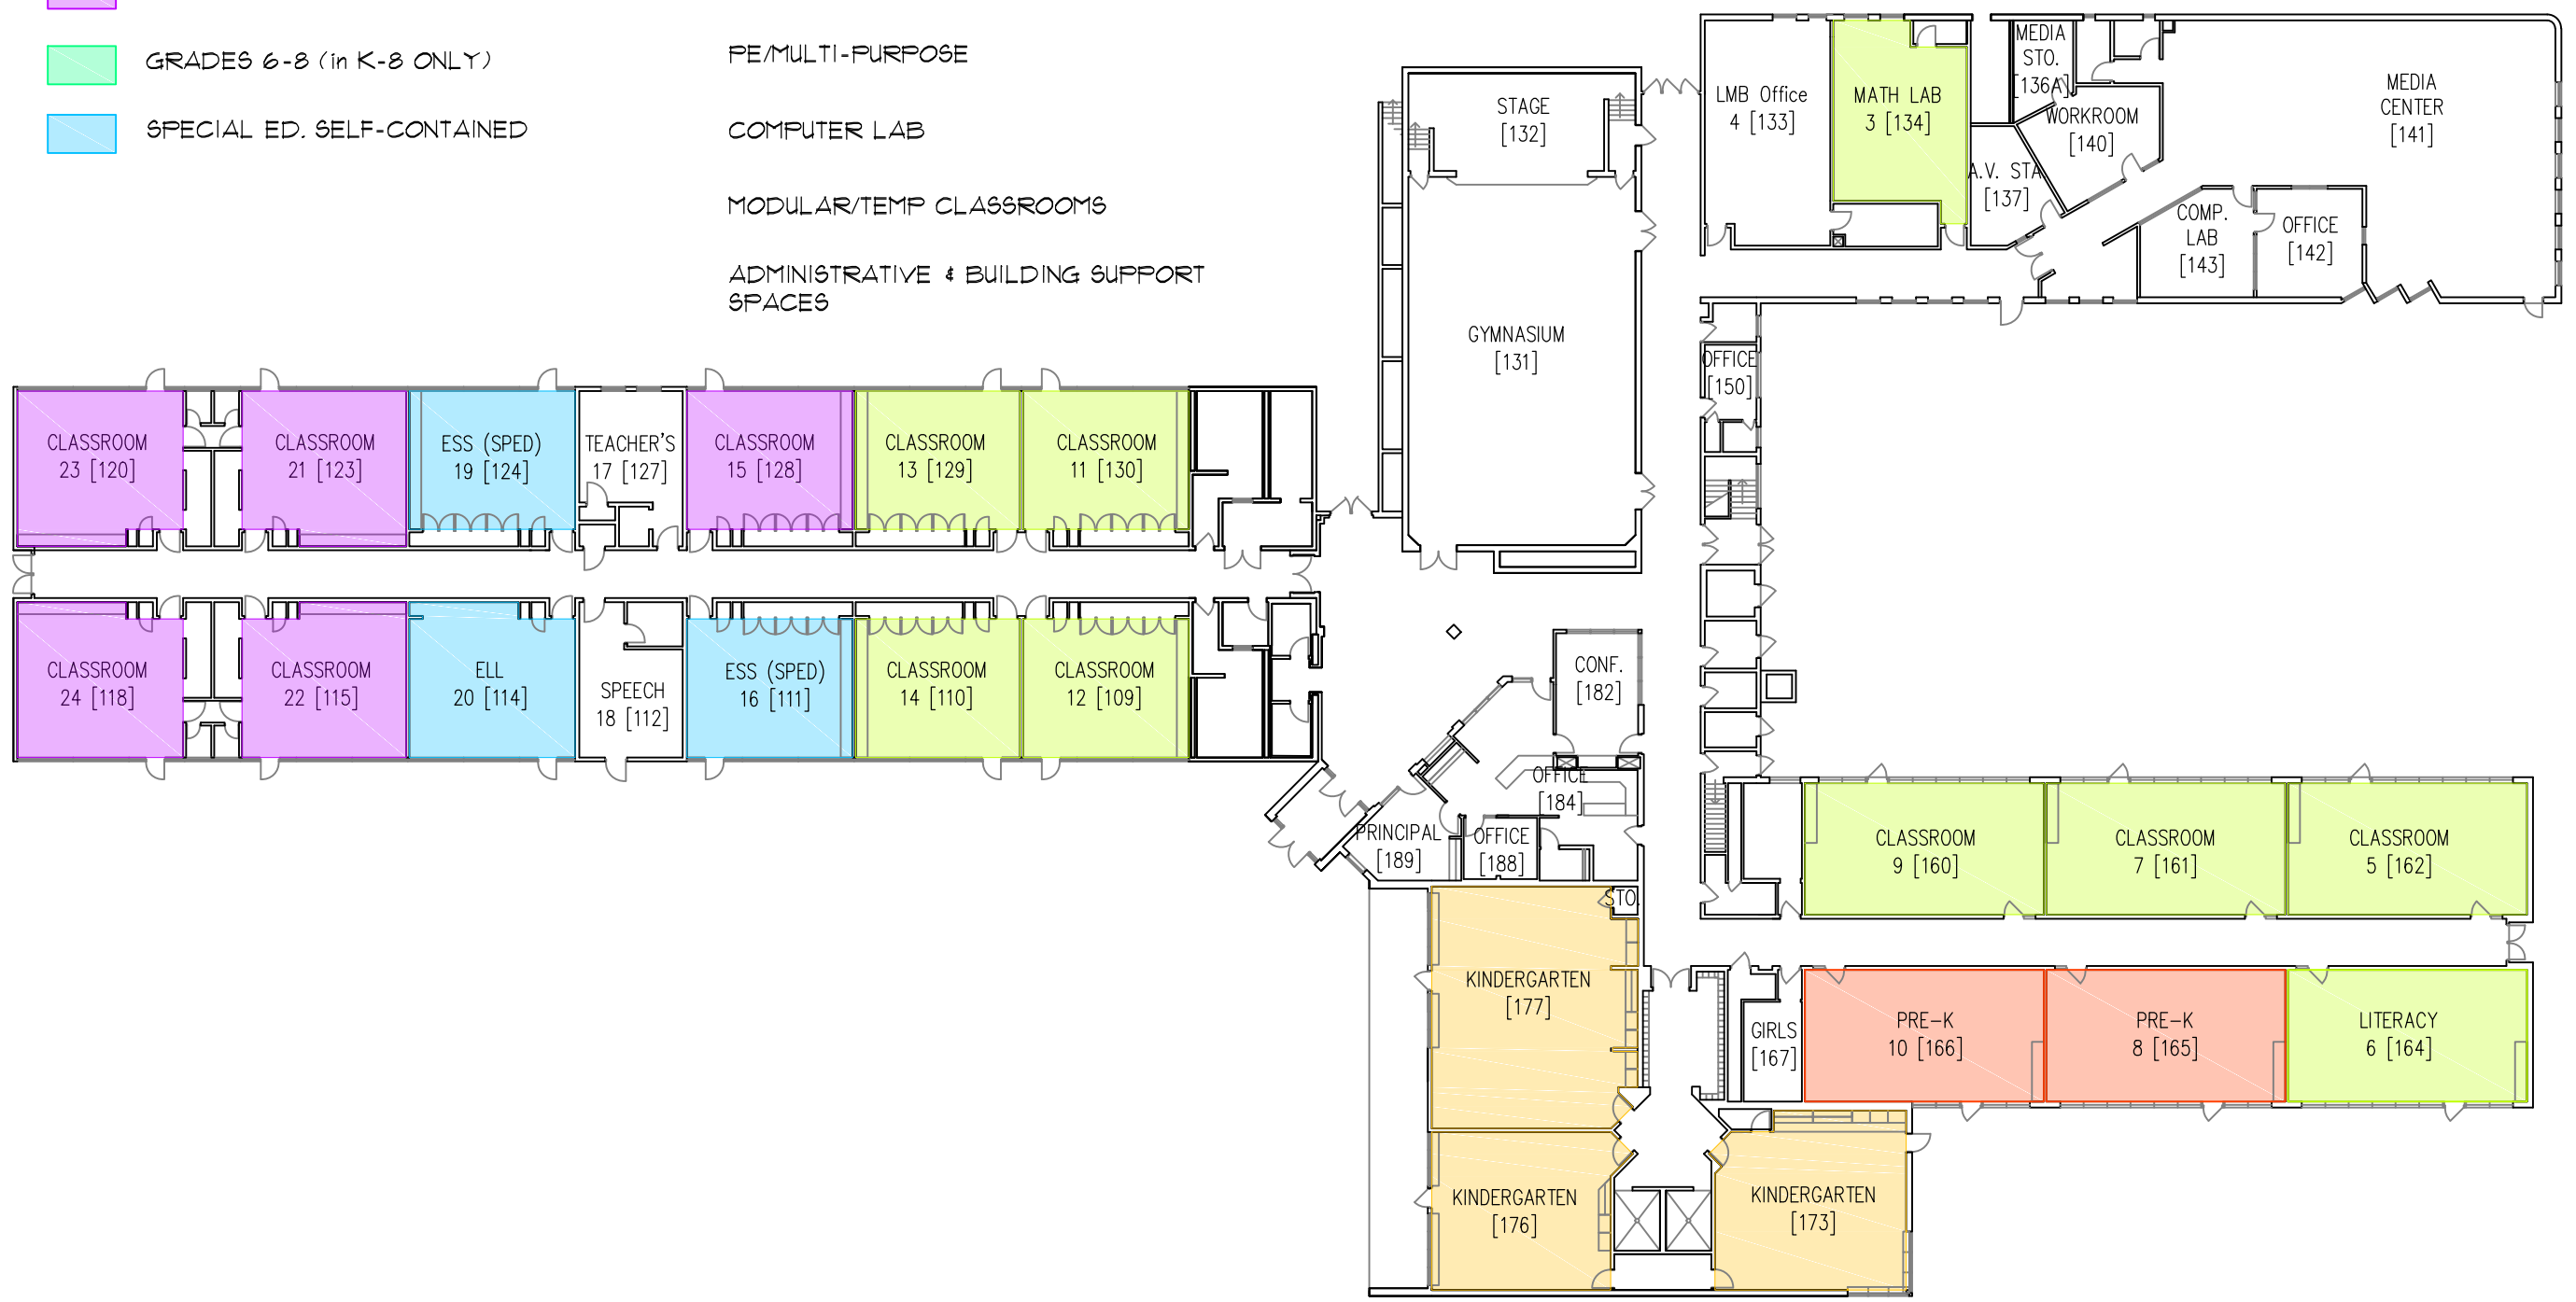 GRADES 6-8 (in K-8 ONLY)
SPECIAL ED. SELF-CONTAINED
PE/MULTI-PURPOSE
COMPUTER LAB
MODULAR/TEMP CLASSROOMS
ADMINISTRATIVE & BUILDING SUPPORT
SPACES
STAGE
[132]
GYMNASIUM
[131]
LMB Office
4 [133]
MATH LAB
3 [134]
MEDIA
STO.
[136A]
WORKROOM
[140]
A.V. STA
[137]
MEDIA
CENTER
[141]
COMP.
LAB
[143]
OFFICE
[142]
OFFICE
[150]
CLASSROOM
23 [120]
CLASSROOM
21 [123]
ESS (SPED)
19 [124]
TEACHER'S
17 [127]
CLASSROOM
15 [128]
CLASSROOM
13 [129]
CLASSROOM
11 [130]
CLASSROOM
24 [118]
CLASSROOM
22 [115]
ELL
20 [114]
SPEECH
18 [112]
ESS (SPED)
16 [111]
CLASSROOM
14 [110]
CLASSROOM
12 [109]
CONF.
[182]
OFFICE
[184]
PRINCIPAL
[189]
OFFICE
[188]
STO.
CLASSROOM
9 [160]
CLASSROOM
7 [161]
CLASSROOM
5 [162]
KINDERGARTEN
[177]
GIRLS
[167]
PRE-K
10 [166]
PRE-K
8 [165]
LITERACY
6 [164]
KINDERGARTEN
[176]
KINDERGARTEN
[173]